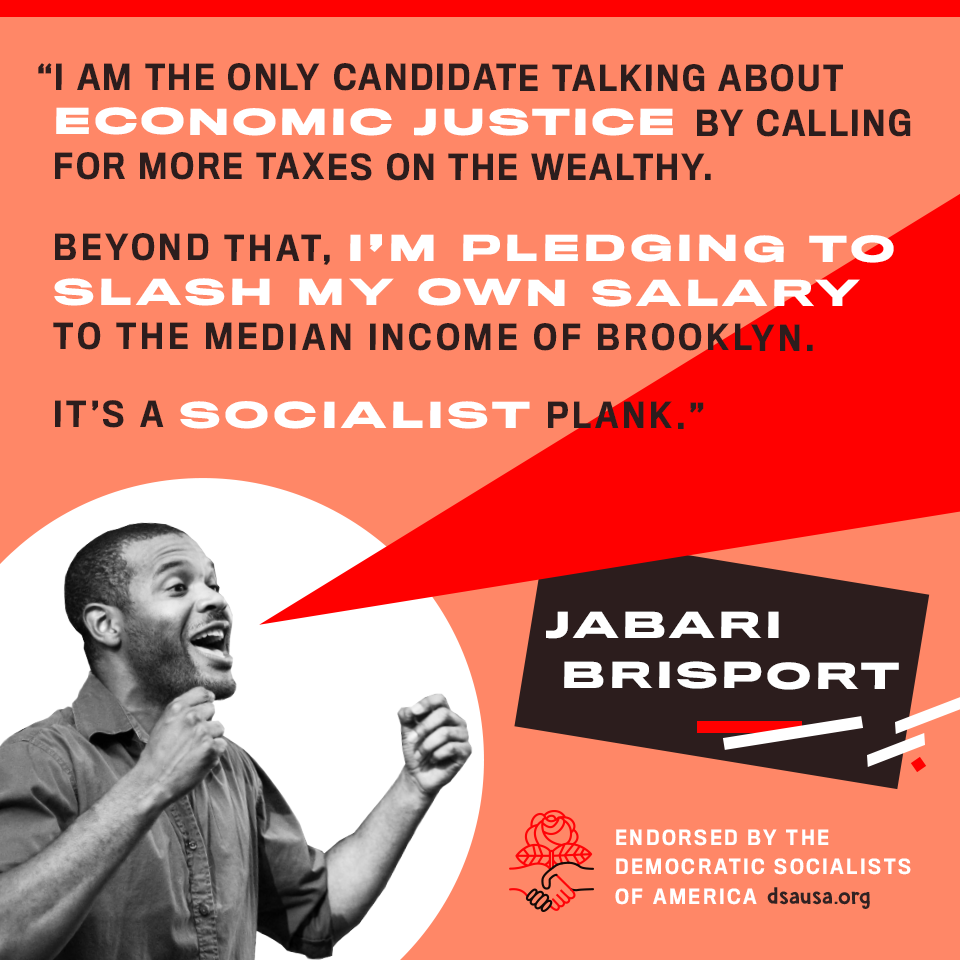 “I AM THE ONLY CANDIDATE TALKING ABOUT
ECONOMIC JUSTICE BY CALLING
FOR MORE TAXES ON THE WEALTHY.
BEYOND THAT, I’M PLEDGING TO
SLASH MY OWN SALARY
TO THE MEDIAN INCOME OF BROOKLYN.
IT’S A SOCIALIST PLANK.”
JABARI
BRISPORT
ENDORSED BY THE
DEMOCRATIC SOCIALISTS
OF AMERICA dsausa.org